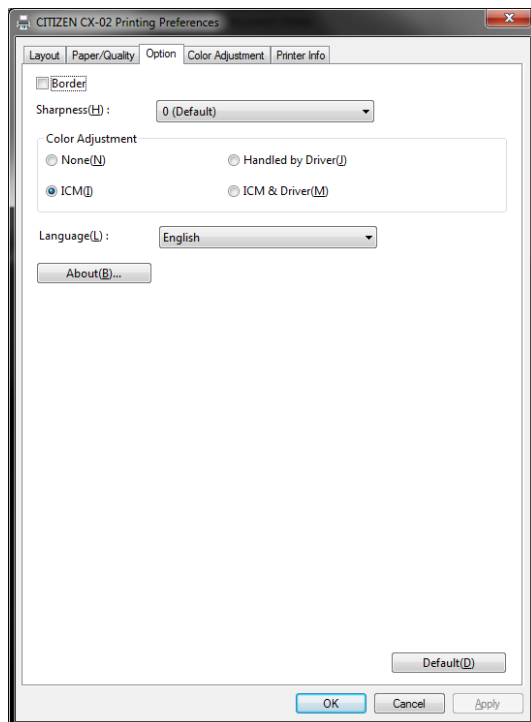 CITIZEN CX-02 Printing Preferences
Layout Paper/Quality Option Color Adjustment Printer Info
Border
Sharpness(H) : 0 (Default)
Color Adjustment
None(N) Handled by Driver(J)
ICM(I) ICM & Driver(M)
Language(L) : English
About(B)...
Default(D)
OK Cancel Apply